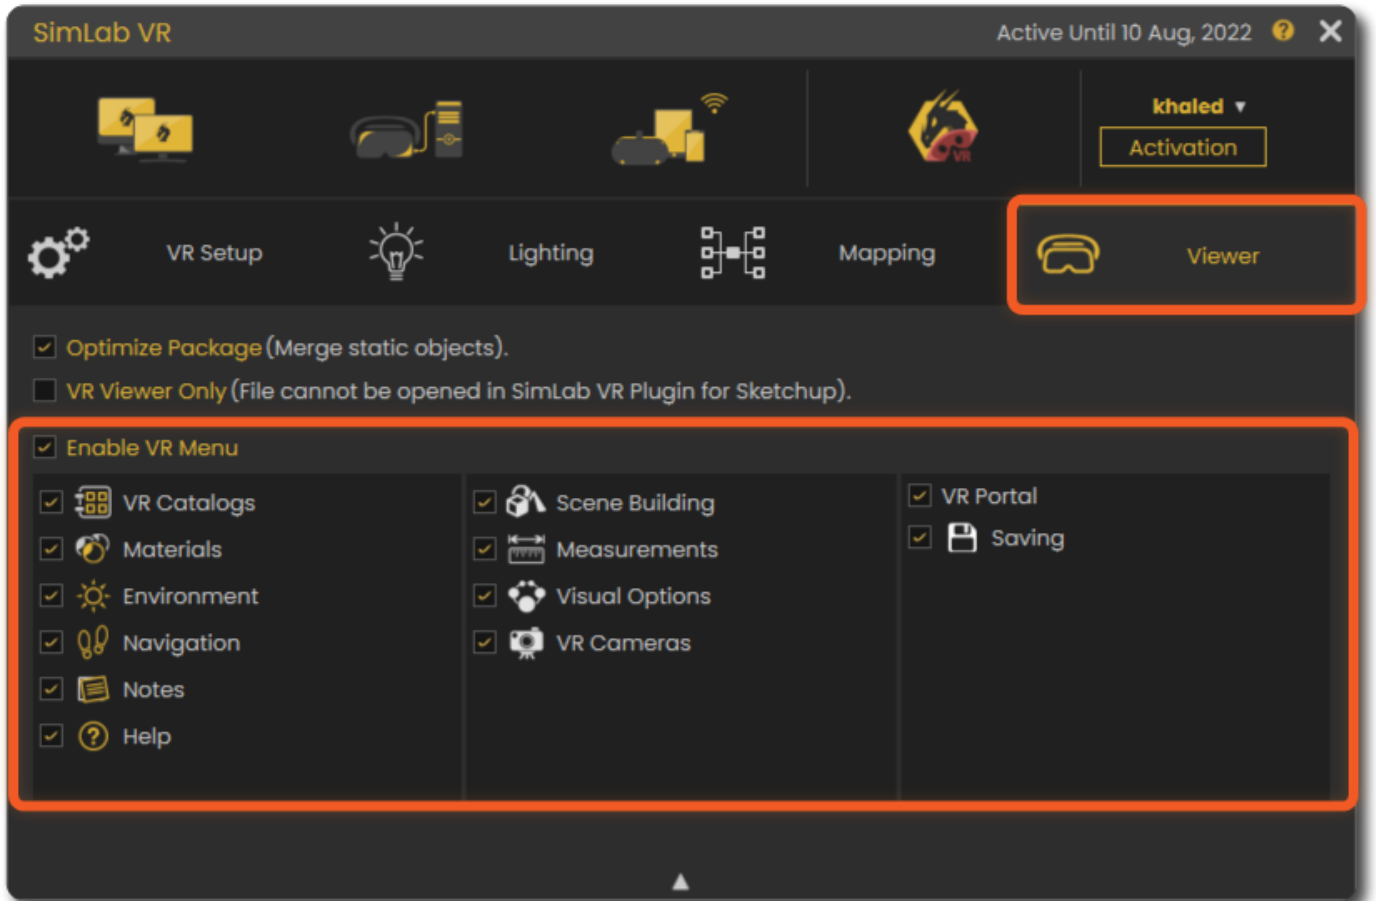 SimLab VR
Active Until 10 Aug, 2022 ?
khaled
Activation
VR
VR Setup
Lighting
Mapping
Viewer
Optimize Package (Merge static objects).
VR Viewer Only (File cannot be opened in SimLab VR Plugin for Sketchup).
Enable VR Menu
VR Catalogs
Materials
Environment
Navigation
Notes
? Help
Scene Building
Measurements
Visual Options
VR Cameras
VR Portal
Saving